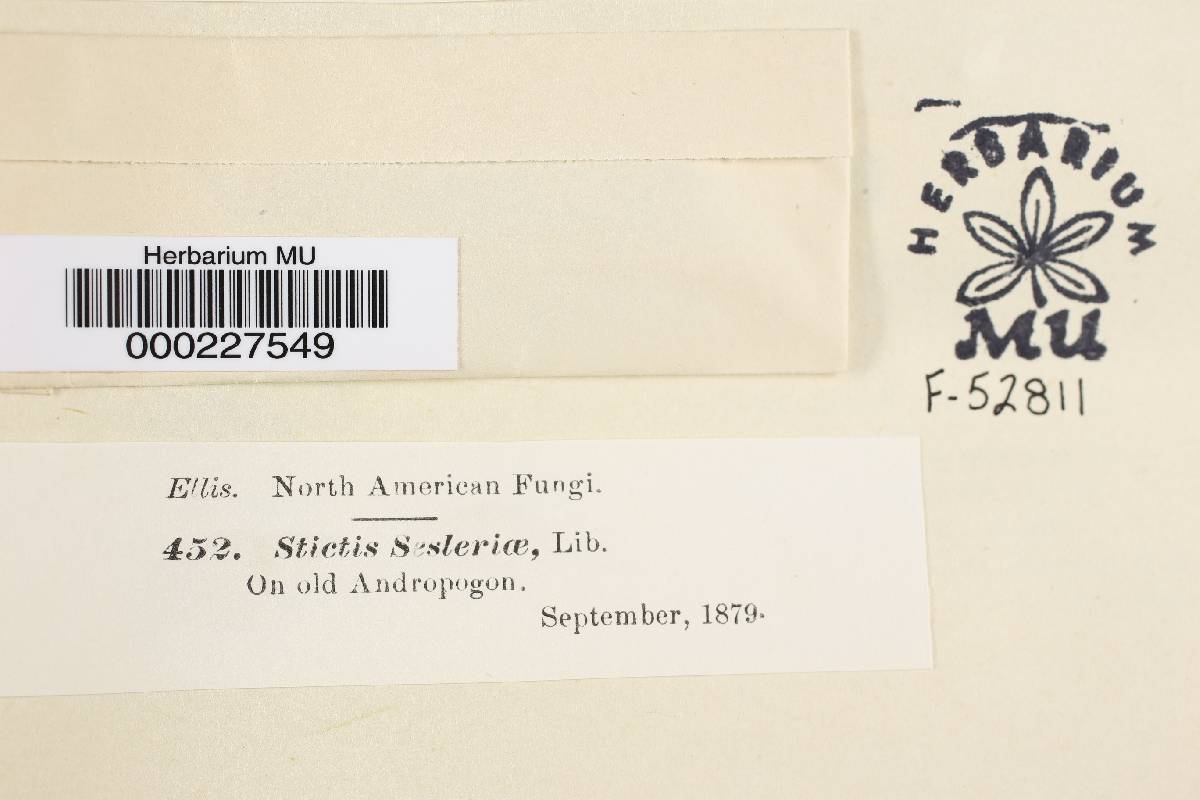 Herbarium MU
000227549
HERBARIUM
MU
F-52811
Ellis. North American Fungi.
452. Stictis Sesleriæ, Lib.
On old Andropogon.
September, 1879.